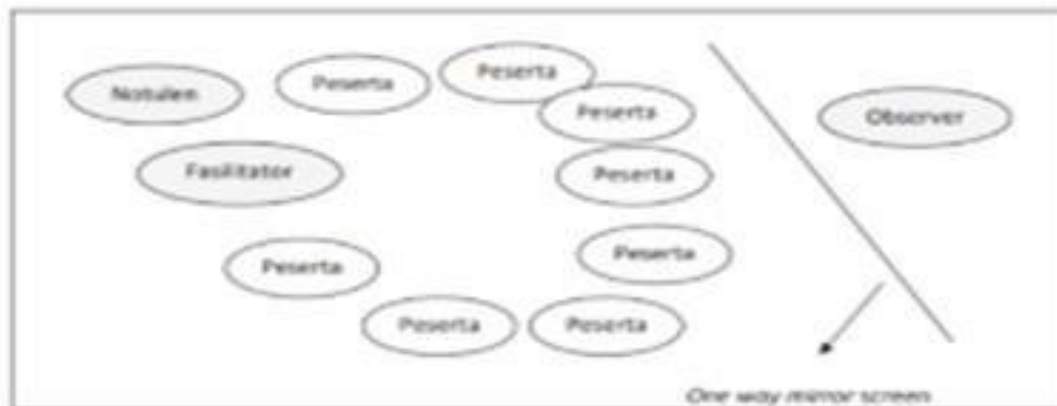 Notulen
Peserta
Peserta
Peserta
Observer
Fasilitator
Peserta
Peserta
Peserta
Peserta
Peserta
One way mirror screen